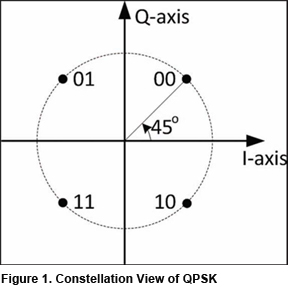 Q-axis
01
00
45°
I-axis
11
10
Figure 1. Constellation View of QPSK